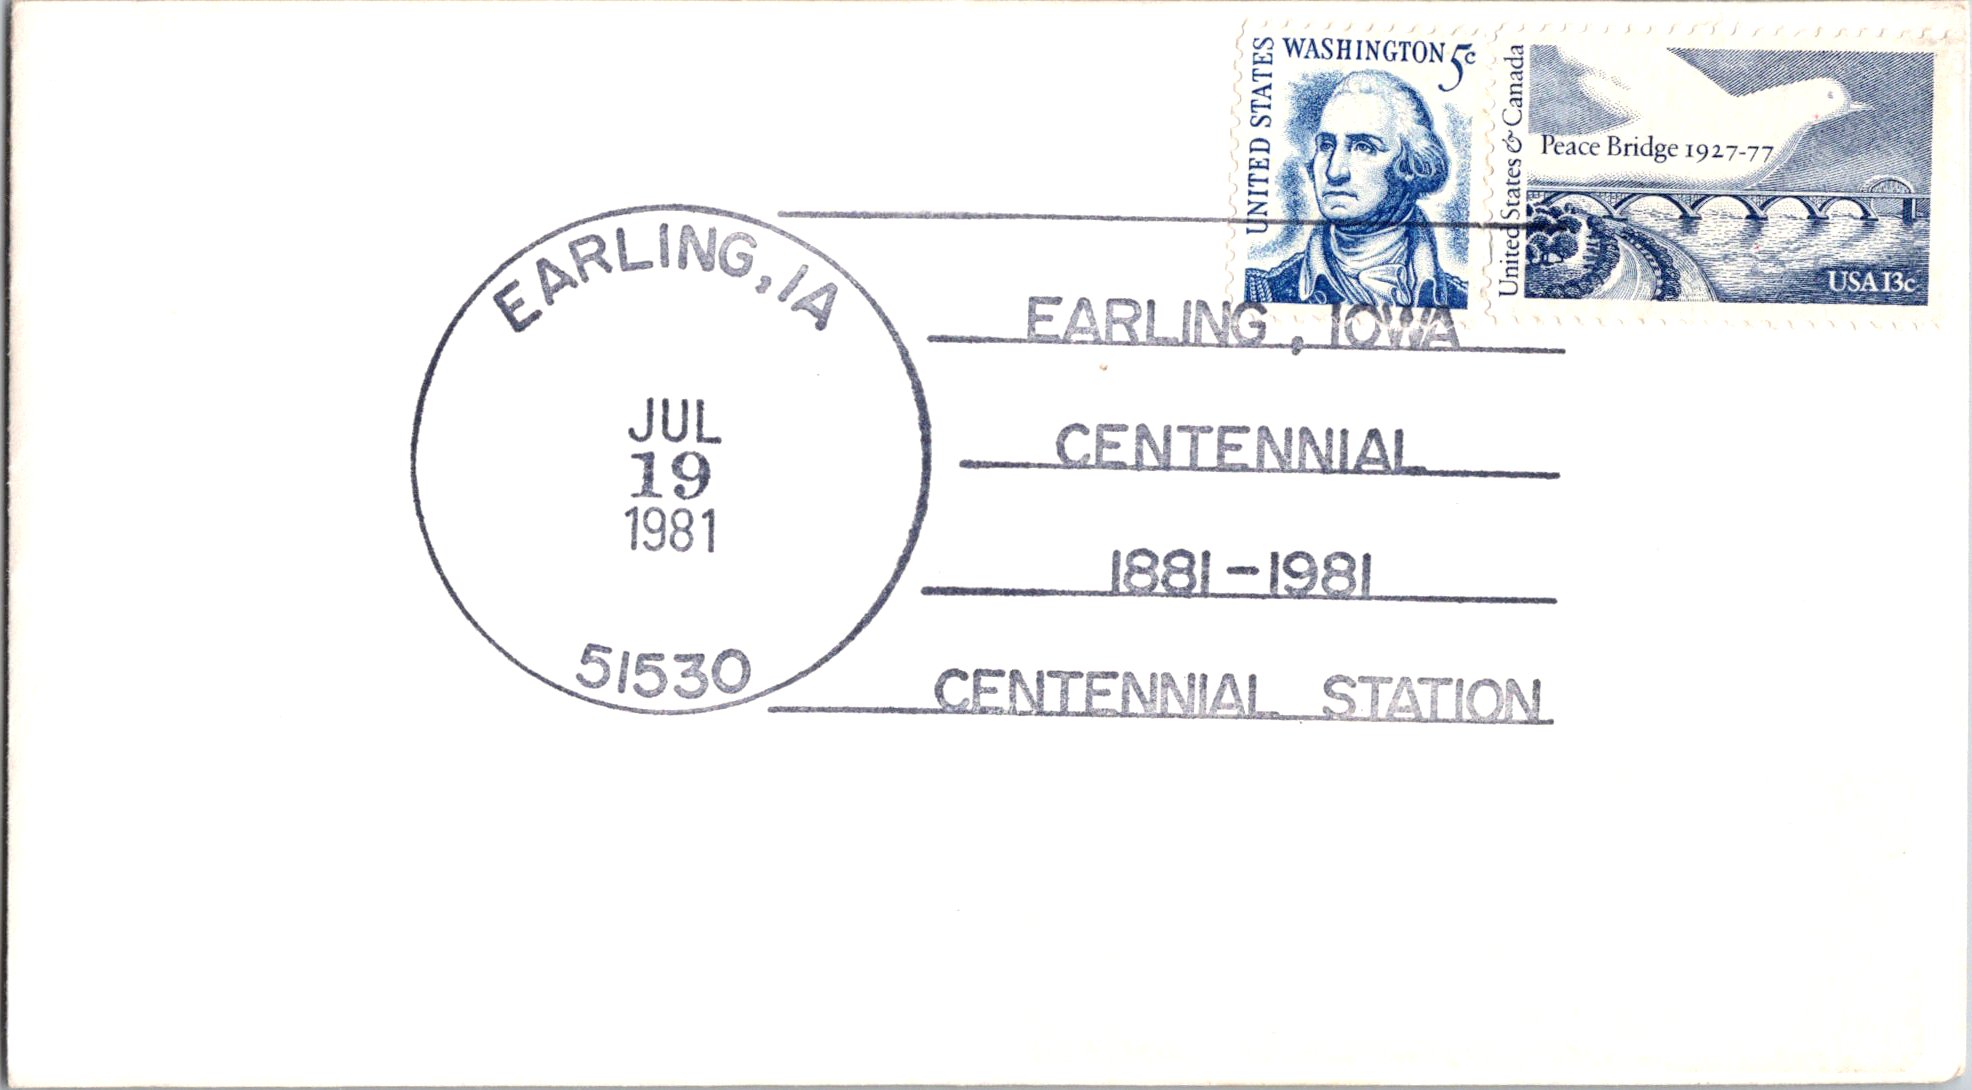 UNITED STATES
WASHINGTON 5c
United States & Canada
Peace Bridge 1927-77
USA 13c
EARLING, IA
JUL
19
1981
51530
EARLING, IOWA
CENTENNIAL
1881-1981
CENTENNIAL STATION